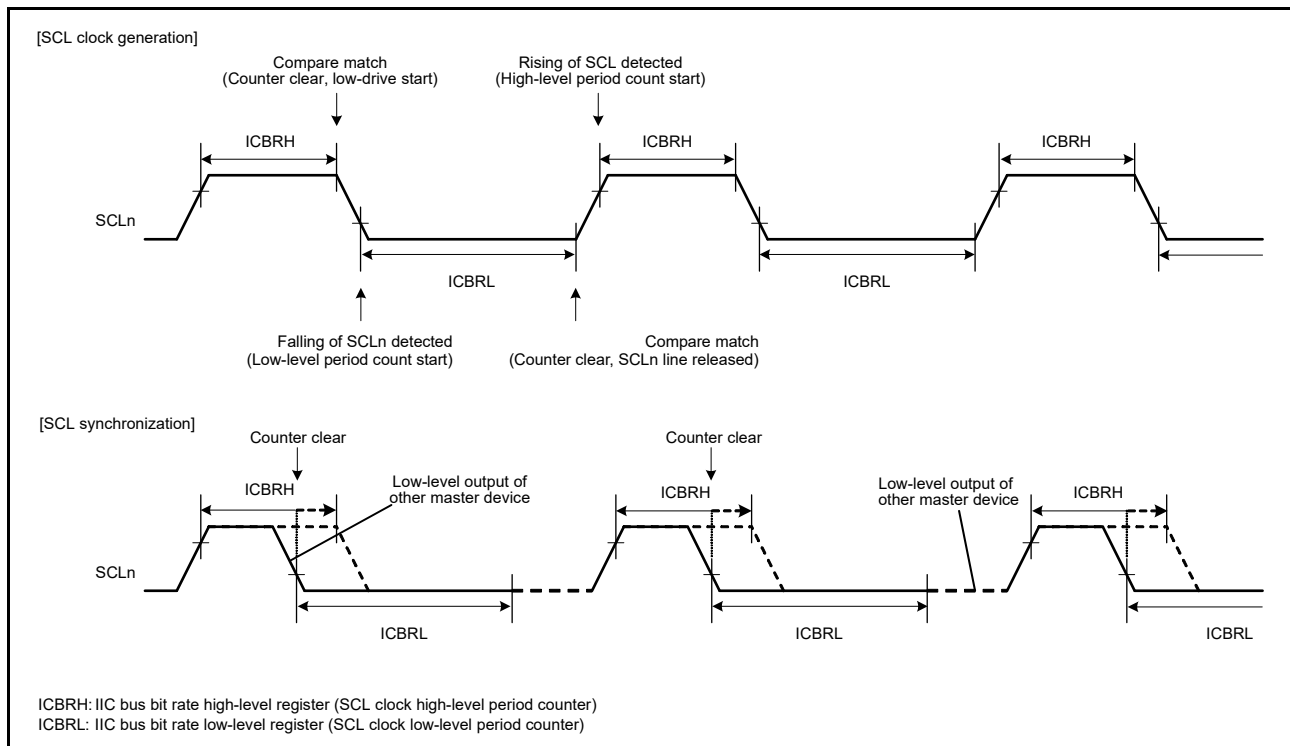 [SCL clock generation]
Compare match
(Counter clear, low-drive start)
Rising of SCL detected
(High-level period count start)
ICBRH
ICBRH
ICBRH
SCLn
ICBRL
ICBRL
Falling of SCLn detected
(Low-level period count start)
Compare match
(Counter clear, SCLn line released)
[SCL synchronization]
Counter clear
Counter clear
ICBRH
Low-level output of
other master device
ICBRH
Low-level output of
other master device
ICBRH
SCLn
ICBRL
ICBRL
ICBRL
ICBRH: IIC bus bit rate high-level register (SCL clock high-level period counter)
ICBRL: IIC bus bit rate low-level register (SCL clock low-level period counter)